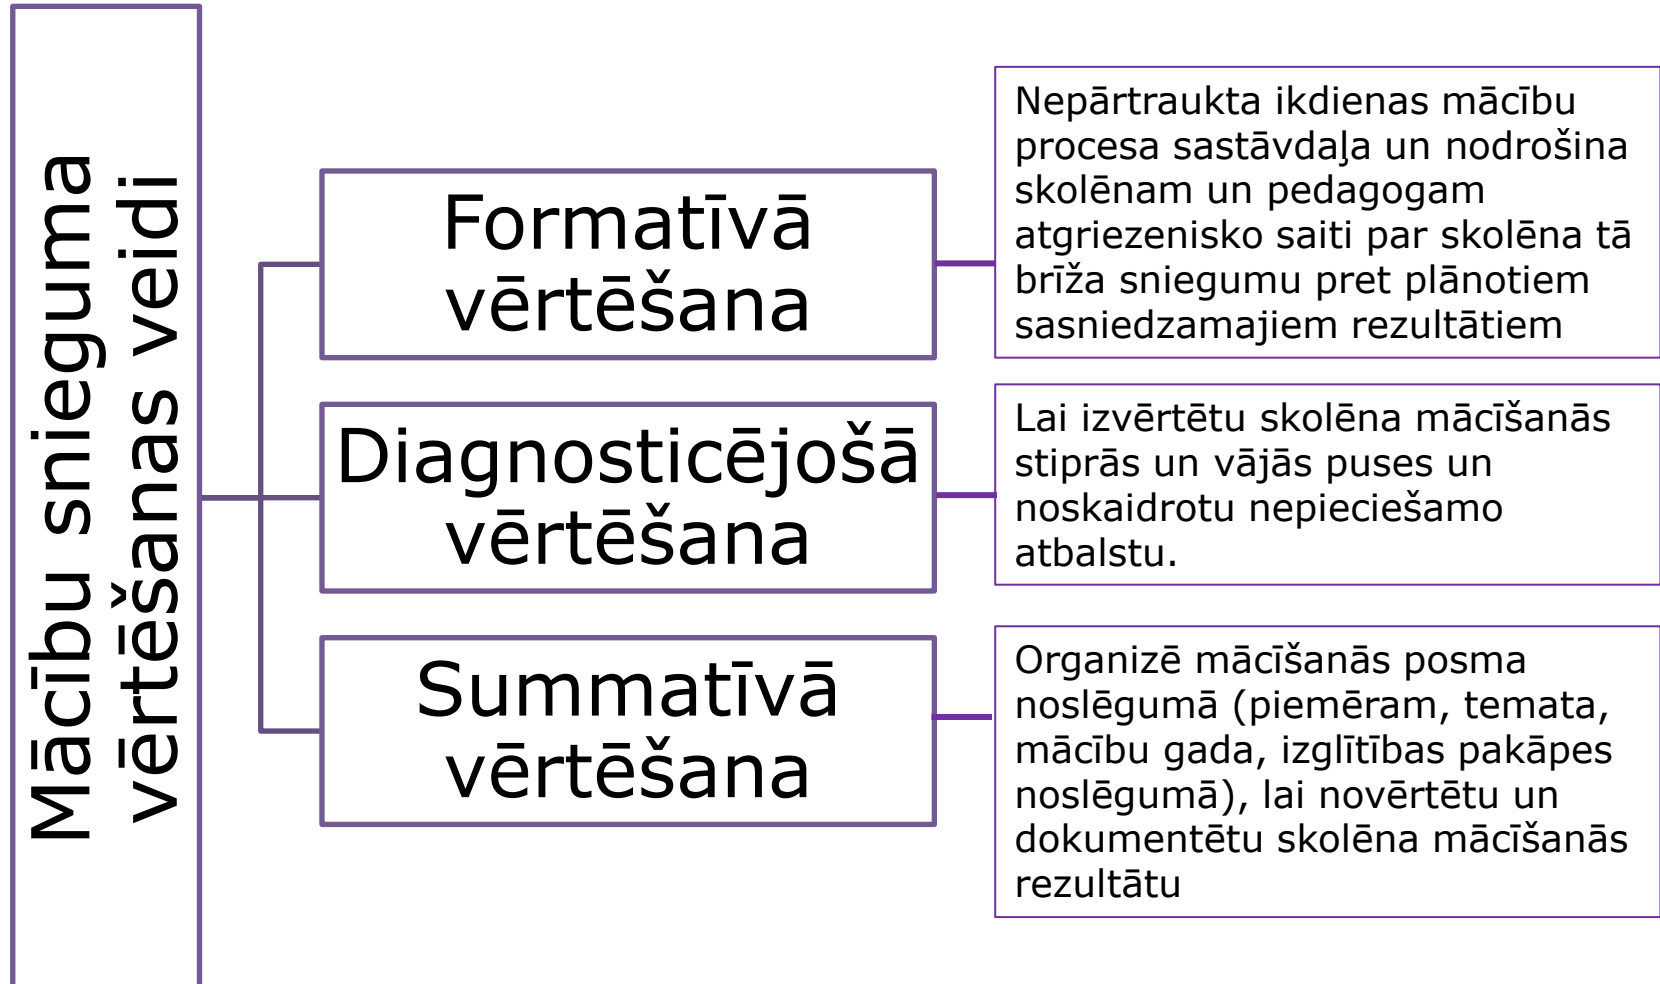 Mācību snieguma
vērtēšanas veidi
Formatīvā
vērtēšana
Nepārtraukta ikdienas mācību
procesa sastāvdaļa un nodrošina
skolēnam un pedagogam
atgriezenisko saiti par skolēna tā
brīža sniegumu pret plānotiem
sasniedzamajiem rezultātiem
Diagnosticējošā
vērtēšana
Lai izvērtētu skolēna mācīšanās
stiprās un vājās puses un
noskaidrotu nepieciešamo
atbalstu.
Summatīvā
vērtēšana
Organizē mācīšanās posma
noslēgumā (piemēram, temata,
mācību gada, izglītības pakāpes
noslēgumā), lai novērtētu un
dokumentētu skolēna mācīšanās
rezultātu